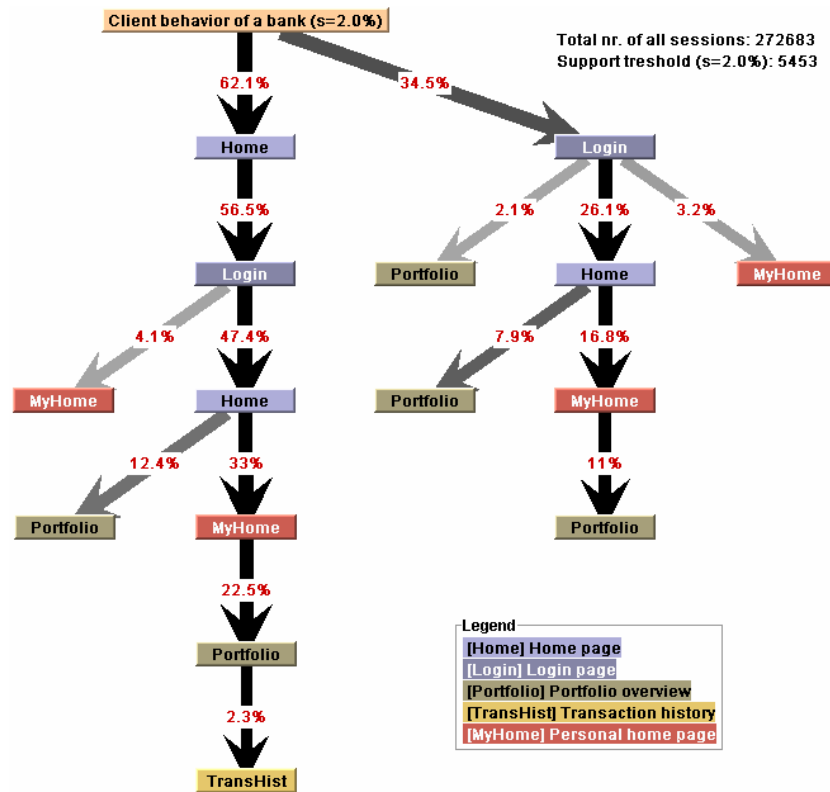 Client behavior of a bank (s=2.0%)
Total nr. of all sessions: 272683
Support treshold (s=2.0%): 5453
62.1%
34.5%
Home
Login
56.5%
2.1%
26.1%
3.2%
Login
Portfolio
Home
MyHome
4.1%
47.4%
7.9%
16.8%
MyHome
Home
Portfolio
MyHome
12.4%
33%
11%
Portfolio
MyHome
Portfolio
22.5%
Portfolio
2.3%
TransHist
Legend
[Home] Home page
[Login] Login page
[Portfolio] Portfolio overview
[TransHist] Transaction history
[MyHome] Personal home page